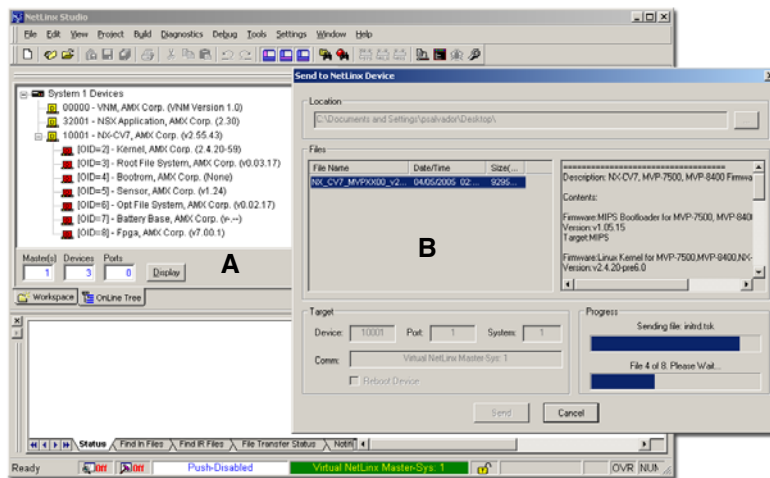 NetLinx Studio
File Edit View Project Build Diagnostics Debug Tools Settings Window Help
System 1 Devices
00000 - VNM, AMX Corp. (VNM Version 1.0)
32001 - NSX Application, AMX Corp. (2.30)
10001 - NX-CV7, AMX Corp. (v2.55.43)
[OID=2] - Kernel, AMX Corp. (2.4.20-59)
[OID=3] - Root File System, AMX Corp. (v0.03.17)
[OID=4] - Bootrom, AMX Corp. (None)
[OID=5] - Sensor, AMX Corp. (v1.24)
[OID=6] - Opt File System, AMX Corp. (v0.02.17)
[OID=7] - Battery Base, AMX Corp. (v-.--)
[OID=8] - Fpga, AMX Corp. (v7.00.1)
Master(s) Devices Ports
1 3 0 Display
A
Workspace OnLine Tree
Send to NetLinx Device
Location
C:\Documents and Settings\psalvador\Desktop\
...
Files
File Name Date/Time Size(...
NX_CV7_MVPXX00_v2... 04/05/2005 02:... 9295...
B
==================================
Description: NX-CV7, MVP-7500, MVP-8400 Firmwa
Contents:
Firmware:MIPS Bootloader for MVP-7500, MVP-840
Version:v1.05.15
Target:MIPS
Firmware:Linux Kernel for MVP-7500,MVP-8400,NX-
Version:v2.4.20-pre6.0
Target
Device: 10001 Port: 1 System: 1
Comm: Virtual NetLinx Master-Sys: 1
Reboot Device
Progress
Sending file: initrd.tsk
File 4 of 8. Please Wait...
Send Cancel
Status Find In Files Find IR Files File Transfer Status Notifi
Ready Off Off Push-Disabled Virtual NetLinx Master-Sys: 1 OVR NUM